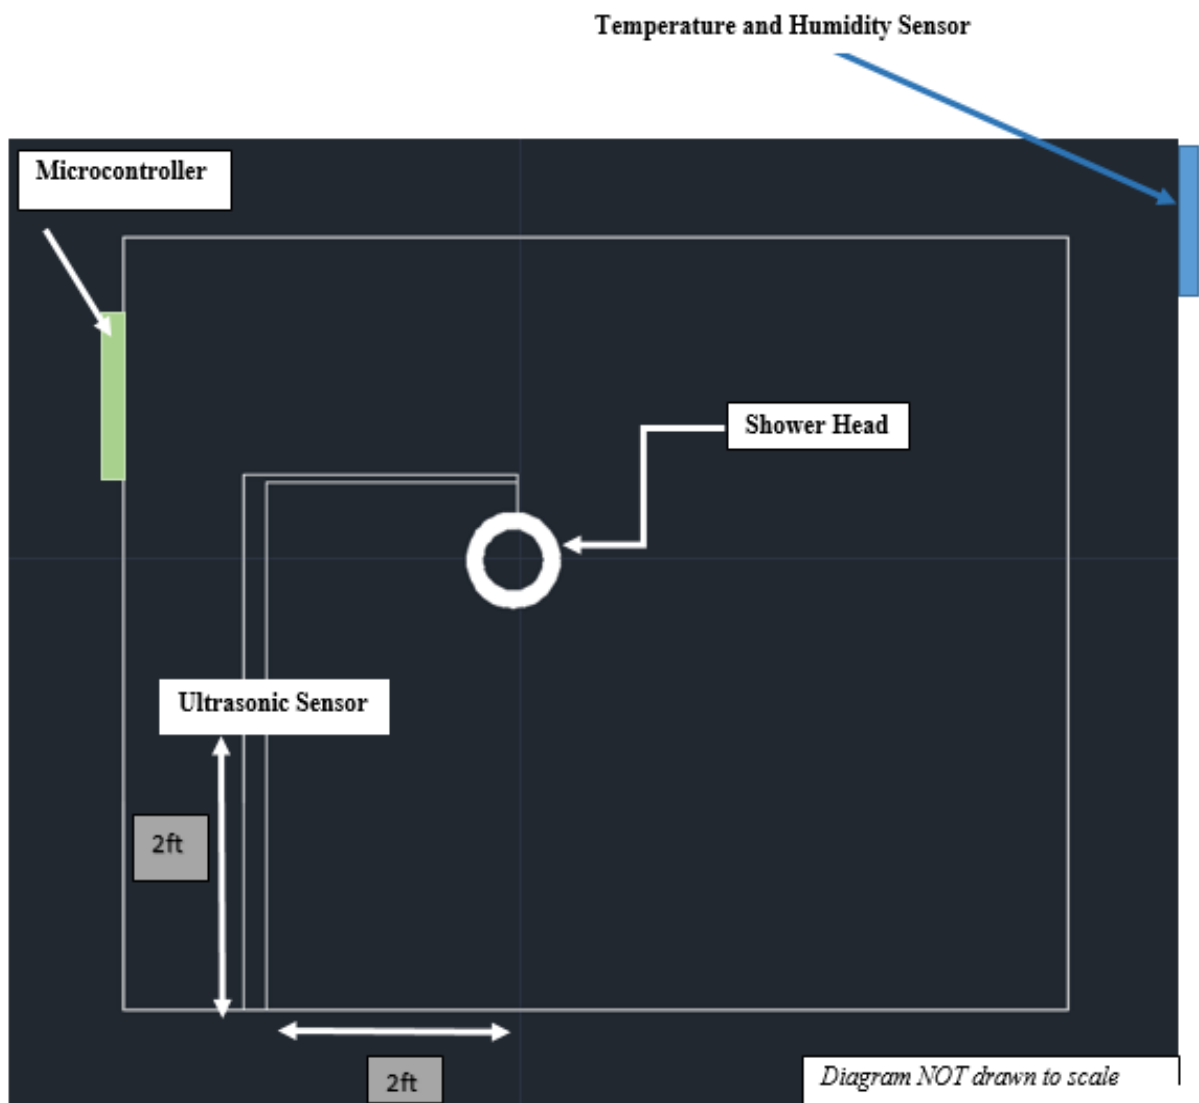 Temperature and Humidity Sensor
Microcontroller
Shower Head
Ultrasonic Sensor
2ft
2ft
Diagram NOT drawn to scale